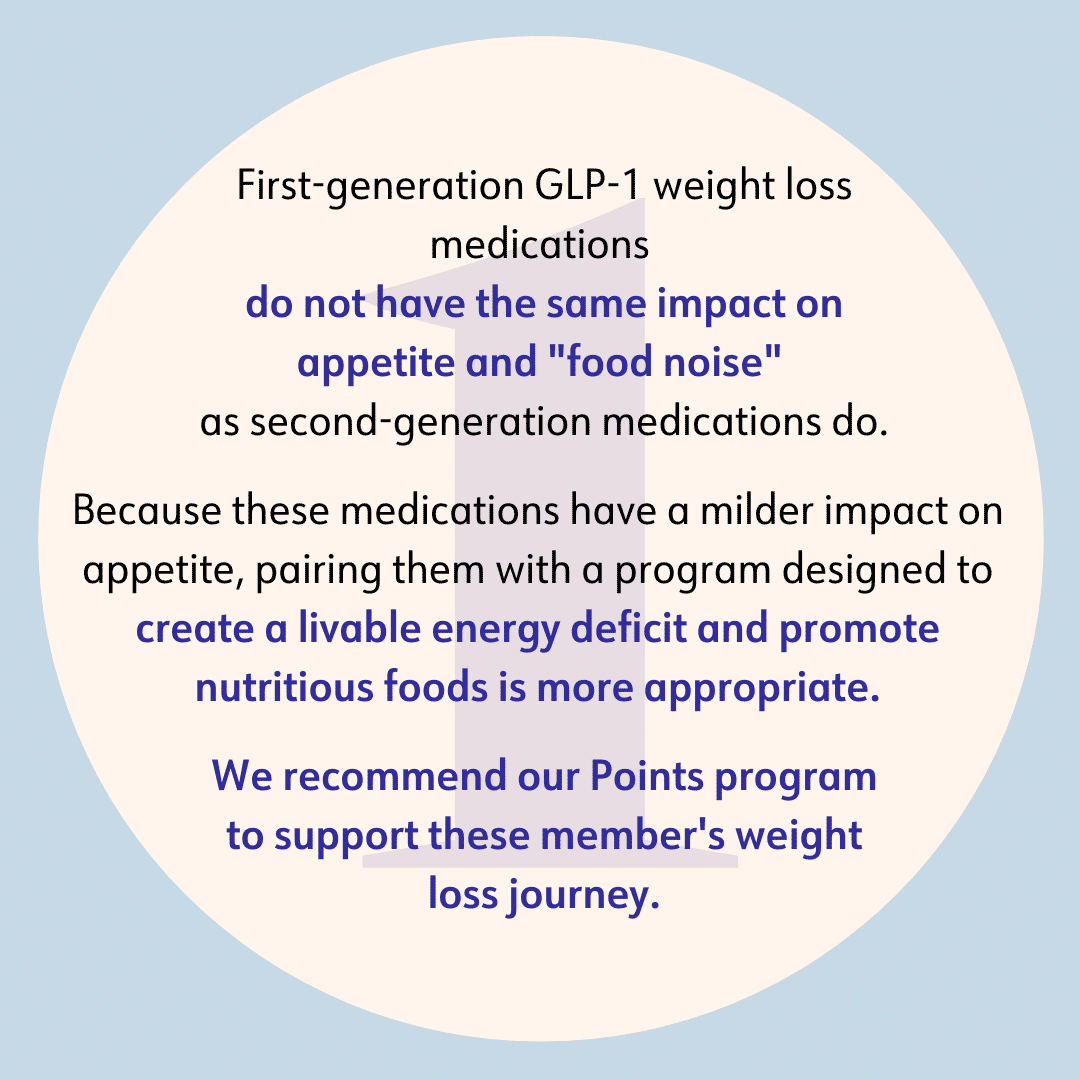 First-generation GLP-1 weight loss
medications
do not have the same impact on
appetite and "food noise"
as second-generation medications do.
Because these medications have a milder impact on
appetite, pairing them with a program designed to
create a livable energy deficit and promote
nutritious foods is more appropriate.
We recommend our Points program
to support these member's weight
loss journey.
1